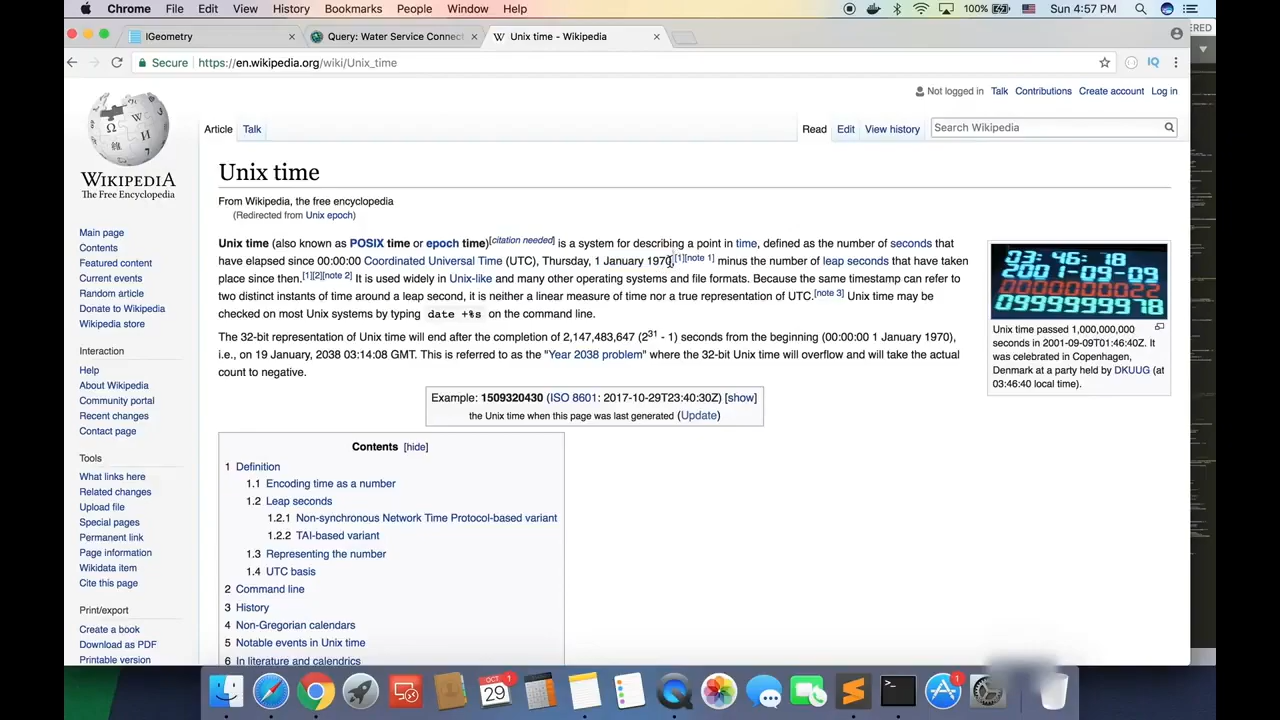 Chrome File Edit View History Bookmarks People Window Help 100% Sun 4:57 PM
IGeometry
Query: Water Service Connect
Unix time - Wikipedia
ERED
Secure https://en.wikipedia.org/wiki/Unix_time
IQ
Not logged in Talk Contributions Create account Log in
Article Talk Read Edit View history Search Wikipedia
WIKIPEDIA
The Free Encyclopedia
Main page
Contents
Featured content
Current events
Random article
Donate to Wikipedia
Wikipedia store
Interaction
Help
About Wikipedia
Community portal
Recent changes
Contact page
Tools
What links here
Related changes
Upload file
Special pages
Permanent link
Page information
Wikidata item
Cite this page
Print/export
Create a book
Download as PDF
Printable version
Unix time
From Wikipedia, the free encyclopedia
(Redirected from Unix epoch)
Unix time (also known as POSIX time or epoch time)[citation needed] is a system for describing a point in time, defined as the number of seconds that
have elapsed since 00:00:00 Coordinated Universal Time (UTC), Thursday, 1 January 1970,[1][note 1] minus the number of leap seconds that have taken
place since then.[1][2][note 2] It is used widely in Unix-like and many other operating systems and file formats. Because the same timestamp can refer to
two distinct instants of time around a leap second, it is neither a linear measure of time nor a true representation of UTC.[note 3] Unix time may be
checked on most Unix systems by typing date +%s on the command line.
The 32-bit representation of Unix time will end after the completion of 2,147,483,647 (2³¹ − 1) seconds from its beginning (00:00:00 1 January 1970),
i.e., on 19 January, 2038 03:14:08 GMT. This is referred to as the "Year 2038 problem" where the 32-bit Unix time will overflow and will take the actual
count to negative.
Example: 1509320430 (ISO 8601: 2017-10-29T23:40:30Z) [show]
the Unix time when this page was last generated (Update)
Contents [hide]
1 Definition
1.1 Encoding time as a number
1.2 Leap seconds
1.2.1 Non-synchronous Network Time Protocol-based variant
1.2.2 TAI-based variant
1.3 Representing the number
1.4 UTC basis
2 Command line
3 History
4 Non-Gregorian calendars
5 Notable events in Unix time
6 In literature and calendrics
03: 46: 18
2001-09-09
Unix time passed 1,000,000,000
seconds in 2001-09-09T01:46:40Z. It
was celebrated in Copenhagen,
Denmark at a party held by DKUUG (at
03:46:40 local time).
OCT
29
1